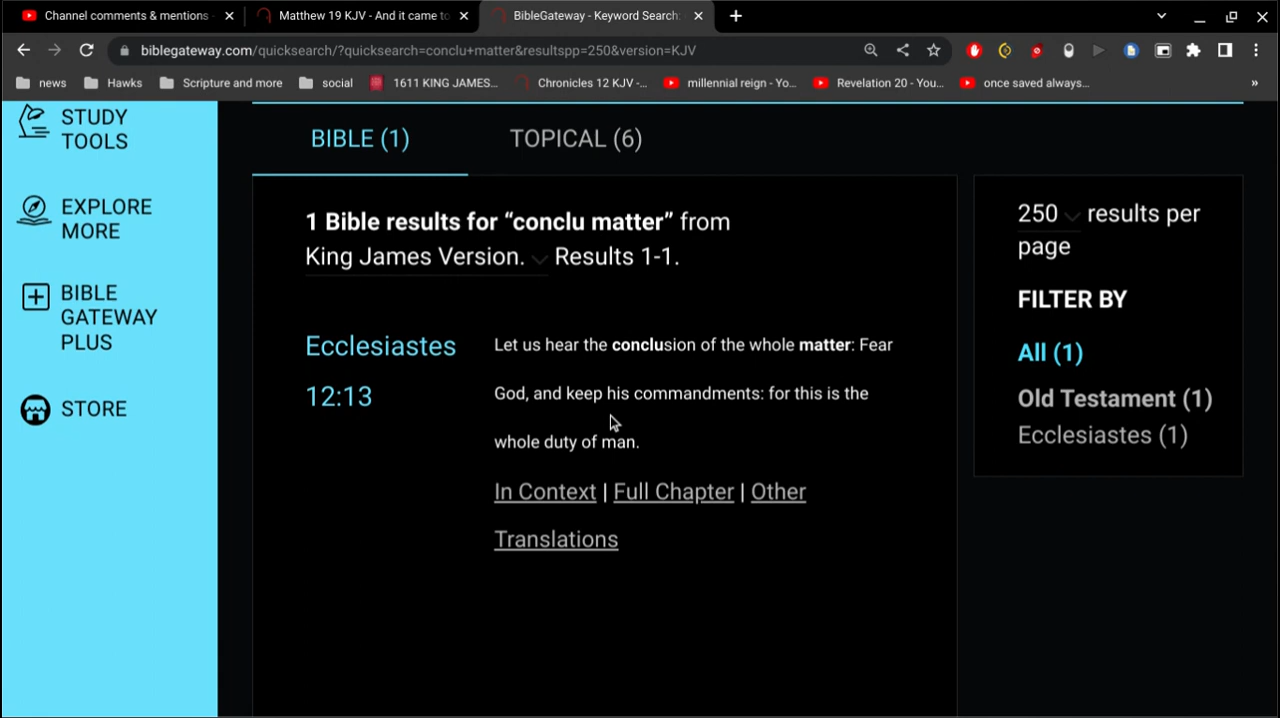 Channel comments & mentions -
Matthew 19 KJV - And it came to
BibleGateway - Keyword Search:
biblegateway.com/quicksearch/?quicksearch=conclu+matter&resultspp=250&version=KJV
news
Hawks
Scripture and more
social
1611 KING JAMES...
Chronicles 12 KJV -...
millennial reign - Yo...
Revelation 20 - You...
once saved always...
»
STUDY
TOOLS
EXPLORE
MORE
BIBLE
GATEWAY
PLUS
STORE
BIBLE (1)
TOPICAL (6)
1 Bible results for “conclu matter” from
King James Version. Results 1-1.
Ecclesiastes
12:13
Let us hear the conclusion of the whole matter: Fear
God, and keep his commandments: for this is the
whole duty of man.
In Context | Full Chapter | Other
Translations
250 results per
page
FILTER BY
All (1)
Old Testament (1)
Ecclesiastes (1)